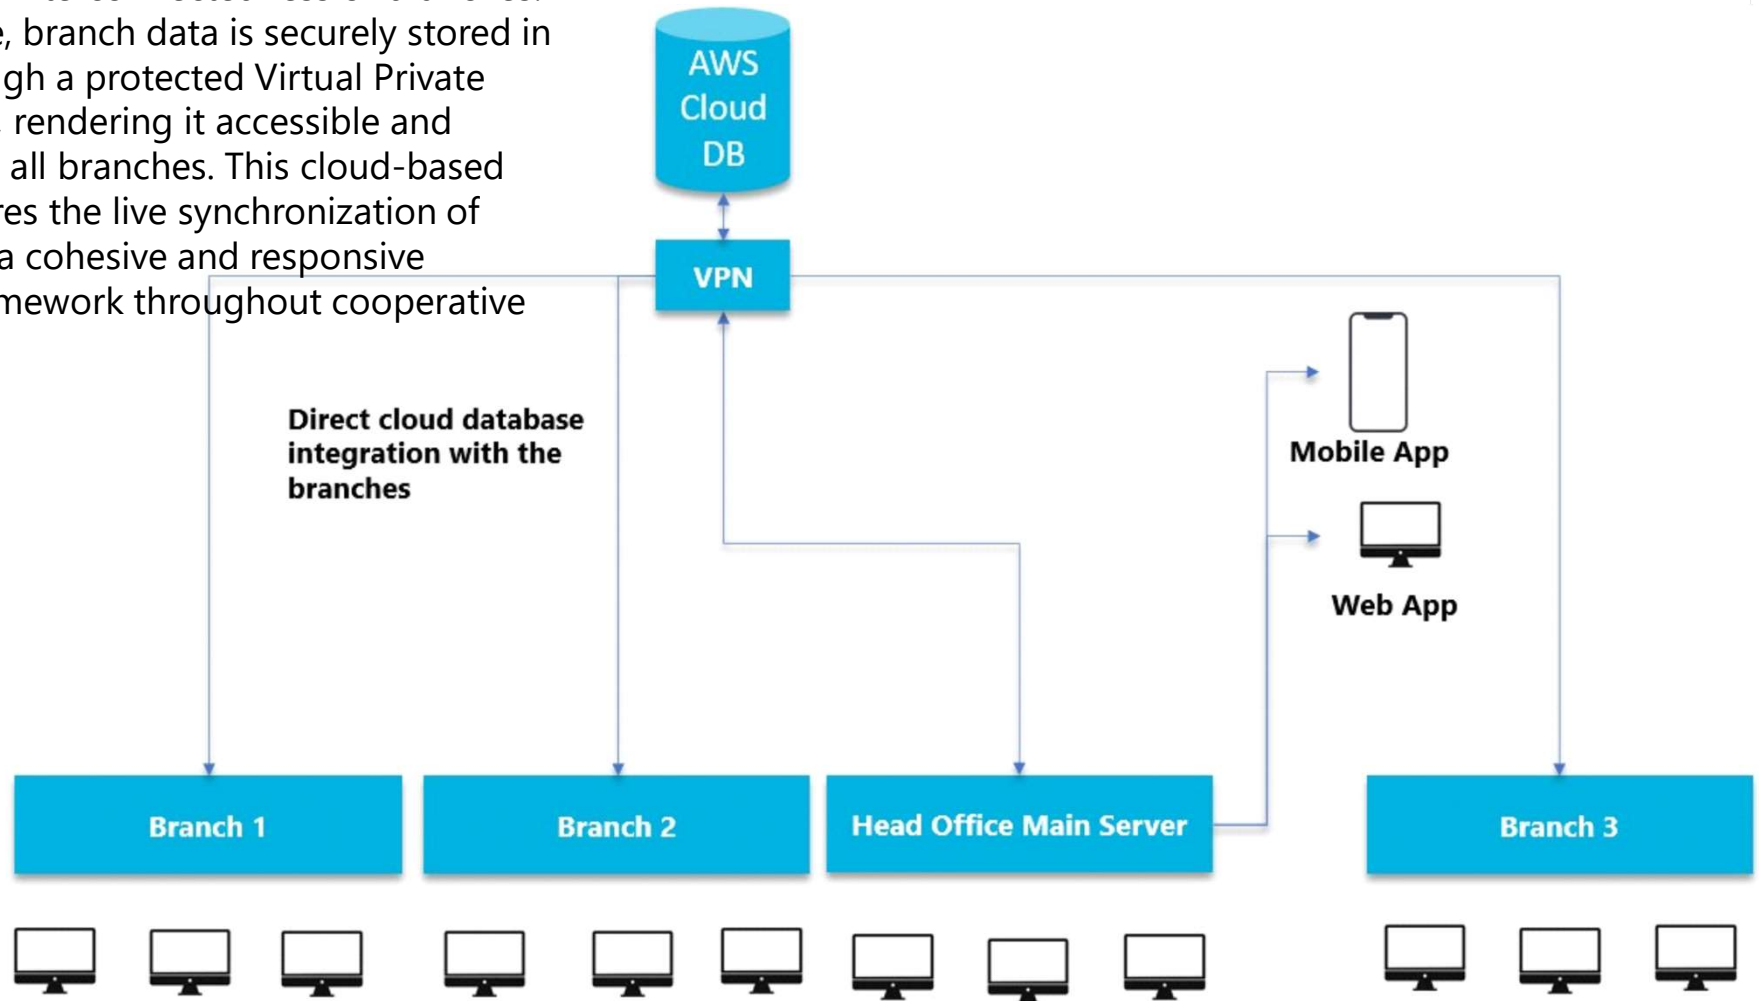 , branch data is securely stored in
gh a protected Virtual Private
rendering it accessible and
all branches. This cloud-based
res the live synchronization of
a cohesive and responsive
mework throughout cooperative
AWS
Cloud
DB
VPN
Direct cloud database
integration with the
branches
Mobile App
Web App
Branch 1
Branch 2
Head Office Main Server
Branch 3